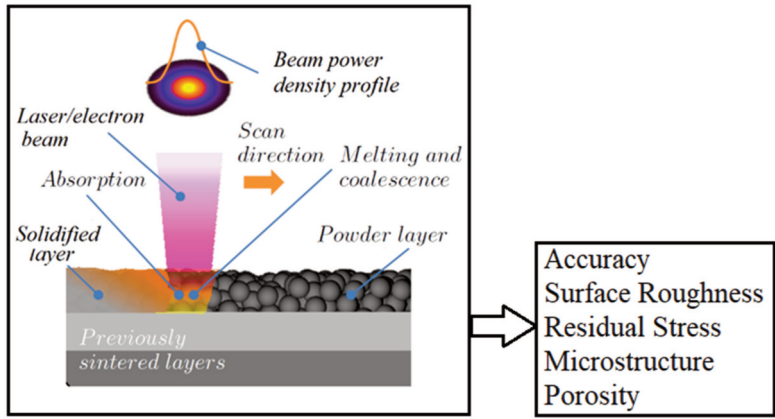 Beam power
density profile
Laser/electron
beam
Scan
direction
Melting and
coalescence
Absorption
Solidified
layer
Powder layer
Previously
sintered layers
Accuracy
Surface Roughness
Residual Stress
Microstructure
Porosity